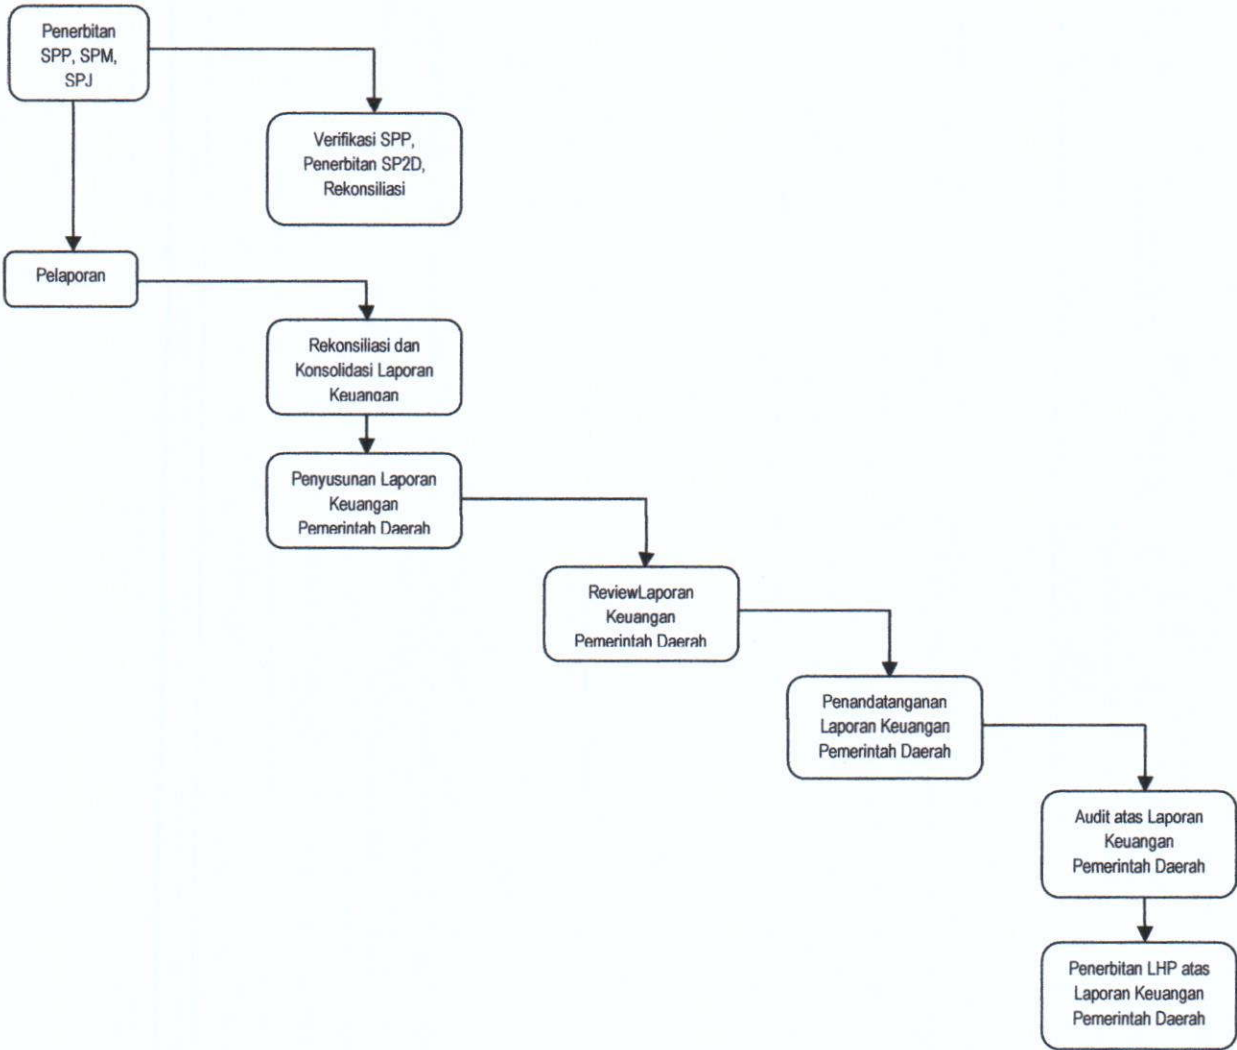 Penerbitan
SPP, SPM,
SPJ
Verifikasi SPP,
Penerbitan SP2D,
Rekonsiliasi
Pelaporan
Rekonsiliasi dan
Konsolidasi Laporan
Keuangan
Penyusunan Laporan
Keuangan
Pemerintah Daerah
ReviewLaporan
Keuangan
Pemerintah Daerah
Penandatanganan
Laporan Keuangan
Pemerintah Daerah
Audit atas Laporan
Keuangan
Pemerintah Daerah
Penerbitan LHP atas
Laporan Keuangan
Pemerintah Daerah